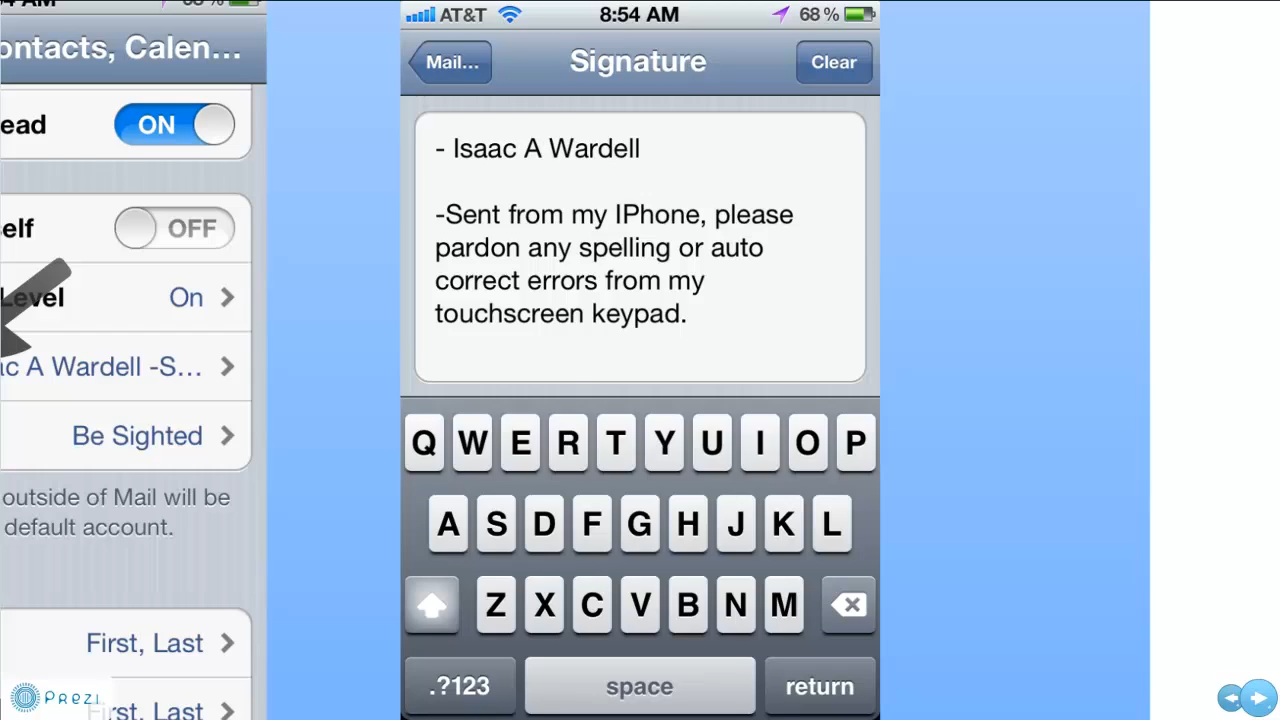 68%
ontacts, Calen...
ead
ON
elf
OFF
Level
On
ac A Wardell -S...
Be Sighted
outside of Mail will be
default account.
First, Last
First, Last
Prezi
AT&T
8:54 AM
68%
Mail...
Signature
Clear
- Isaac A Wardell
-Sent from my IPhone, please
pardon any spelling or auto
correct errors from my
touchscreen keypad.
Q W E R T Y U I O P
A S D F G H J K L
Z X C V B N M
.?123
space
return